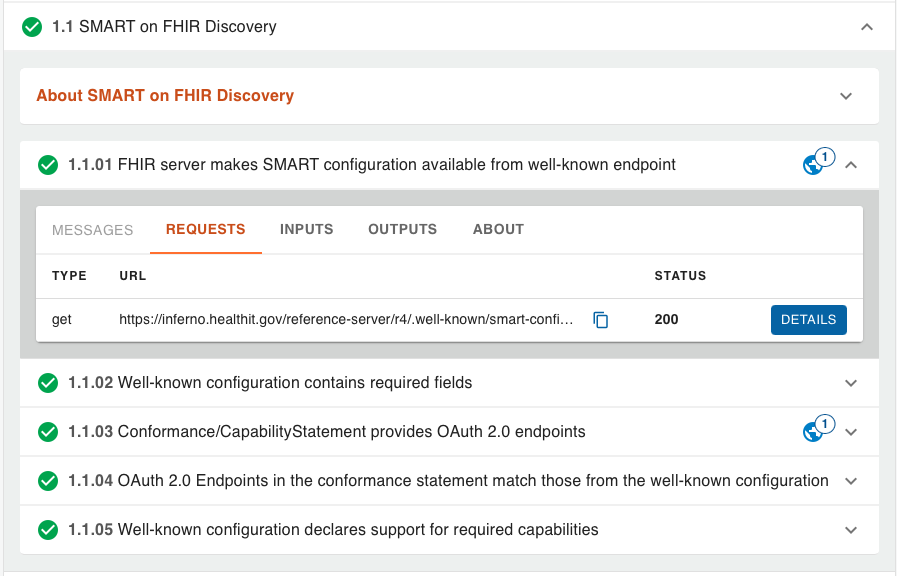 1.1 SMART on FHIR Discovery
About SMART on FHIR Discovery
1.1.01 FHIR server makes SMART configuration available from well-known endpoint 1
MESSAGES REQUESTS INPUTS OUTPUTS ABOUT
TYPE URL STATUS
get https://inferno.healthit.gov/reference-server/r4/.well-known/smart-confi... 200 DETAILS
1.1.02 Well-known configuration contains required fields
1.1.03 Conformance/CapabilityStatement provides OAuth 2.0 endpoints 1
1.1.04 OAuth 2.0 Endpoints in the conformance statement match those from the well-known configuration
1.1.05 Well-known configuration declares support for required capabilities